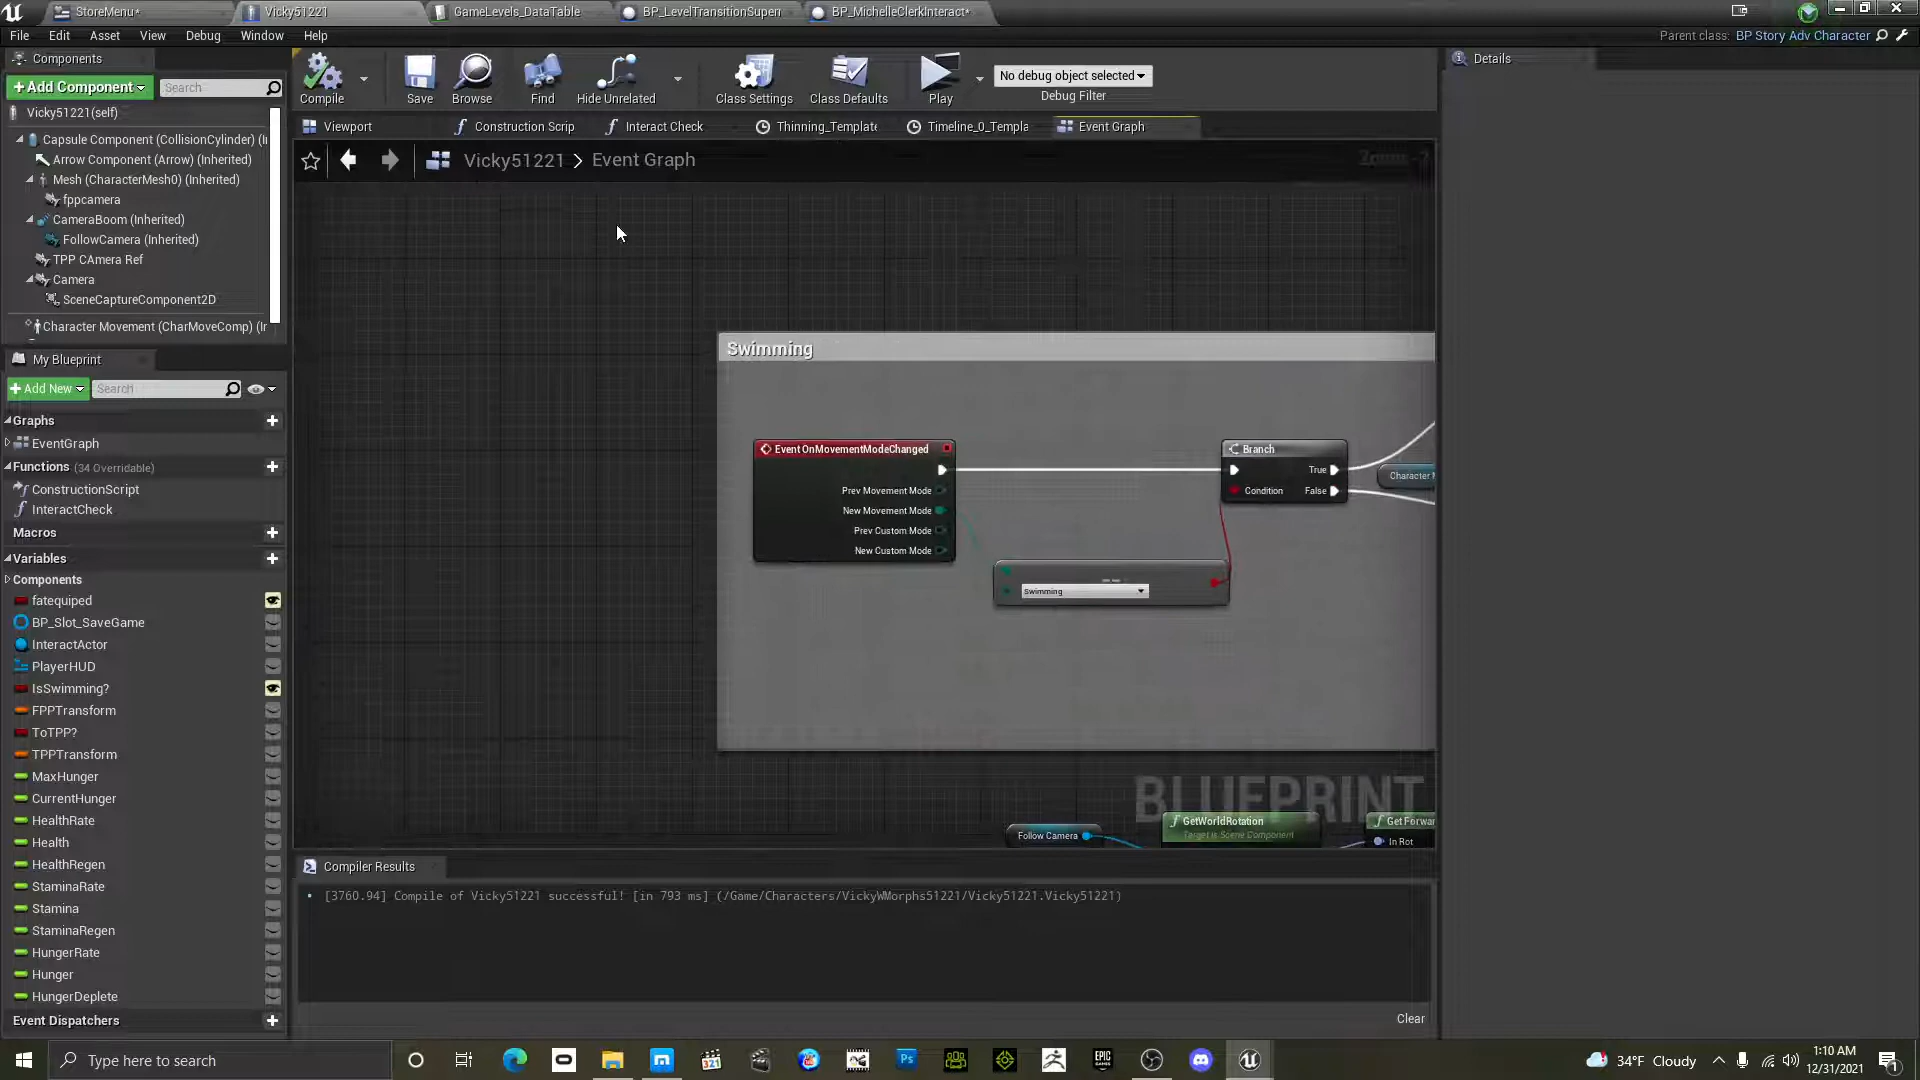 StoreMenu*
Vicky51221
GameLevels_DataTable
BP_LevelTransitionSupen
BP_MichelleClerkInteract*
File Edit Asset View Debug Window Help
Parent class: BP Story Adv Character
Components
+Add Component
Search
Vicky51221(self)
Capsule Component (CollisionCylinder) (I
Arrow Component (Arrow) (Inherited)
Mesh (CharacterMesh0) (Inherited)
fppcamera
CameraBoom (Inherited)
FollowCamera (Inherited)
TPP CAmera Ref
Camera
SceneCaptureComponent2D
Character Movement (CharMoveComp) (Ir
My Blueprint
+Add New
Search
Graphs
EventGraph
Functions (34 Overridable)
ConstructionScript
InteractCheck
Macros
Variables
Components
fatequiped
BP_Slot_SaveGame
InteractActor
PlayerHUD
IsSwimming?
FPPTransform
ToTPP?
TPPTransform
MaxHunger
CurrentHunger
HealthRate
Health
HealthRegen
StaminaRate
Stamina
StaminaRegen
HungerRate
Hunger
HungerDeplete
Event Dispatchers
Compile
Save
Browse
Find
Hide Unrelated
Class Settings
Class Defaults
Play
No debug object selected
Debug Filter
Viewport
Construction Scrip
Interact Check
Thinning_Template
Timeline_0_Templa
Event Graph
Vicky51221 > Event Graph
Zoom -2
Swimming
Event OnMovementModeChanged
Prev Movement Mode
New Movement Mode
Prev Custom Mode
New Custom Mode
Branch
True
Condition False
Character M
==
Swimming
BLUEPRINT
Follow Camera
GetWorldRotation
Target is Scene Component
Get Forwar
In Rot
Compiler Results
[3760.94] Compile of Vicky51221 successful! [in 793 ms] (/Game/Characters/VickyWMorphs51221/Vicky51221.Vicky51221)
Clear
Details
Type here to search
321
Ps
EPIC
GAMES
34°F Cloudy
1:10 AM
12/31/2021
1